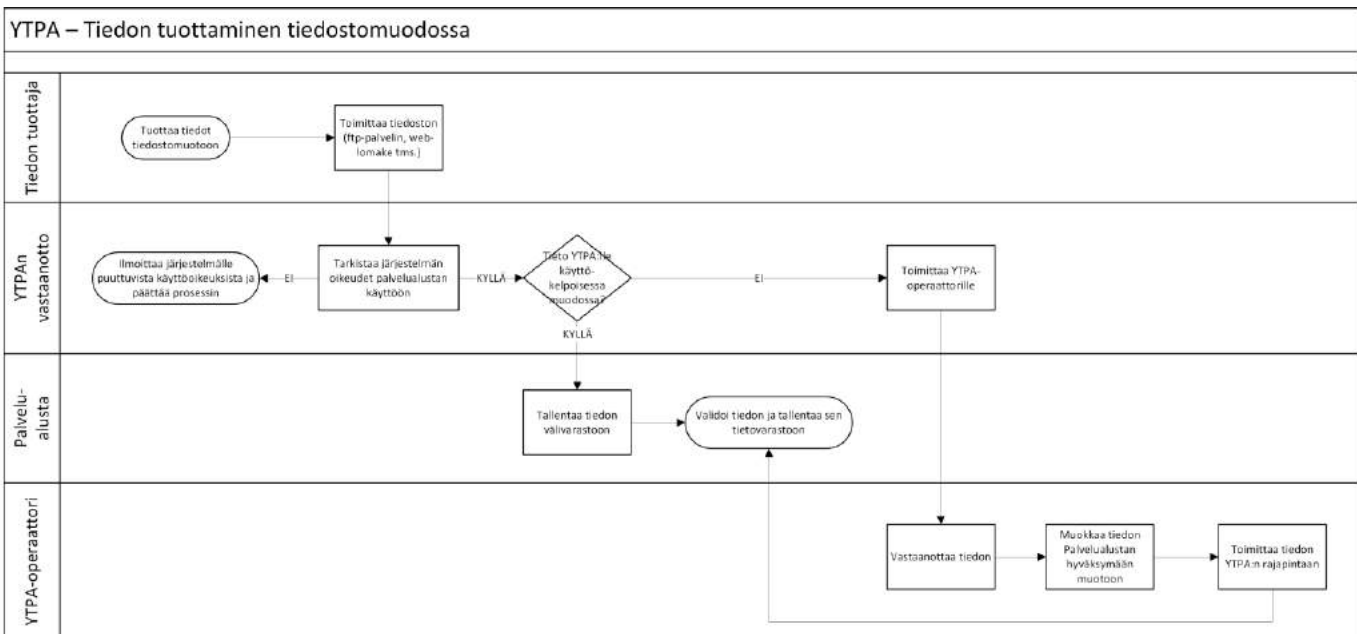 YTPA – Tiedon tuottaminen tiedostomuodossa
Tiedon tuottaja
Tuottaa tiedot
tiedostomuotoon
Toimittaa tiedoston
(ftp-palvelin, web-
lomake tms.)
YTPAn
vastaanotto
Ilmoittaa järjestelmälle
puuttuvista käyttöoikeuksista ja
päättää prosessin
EI
Tarkistaa järjestelmän
oikeudet palvelualustan
käyttöön
KYLLÄ
Tieto YTPA:lle
käyttö-
kelpoisessa
muodossa?
EI
Toimittaa YTPA-
operaattorille
KYLLÄ
Palvelu-
alusta
Tallentaa tiedon
välivarastoon
Validoi tiedon ja tallentaa sen
tietovarastoon
YTPA-operaattori
Vastaanottaa tiedon
Muokkaa tiedon
Palvelualustan
hyväksymään
muotoon
Toimittaa tiedon
YTPA:n rajapintaan